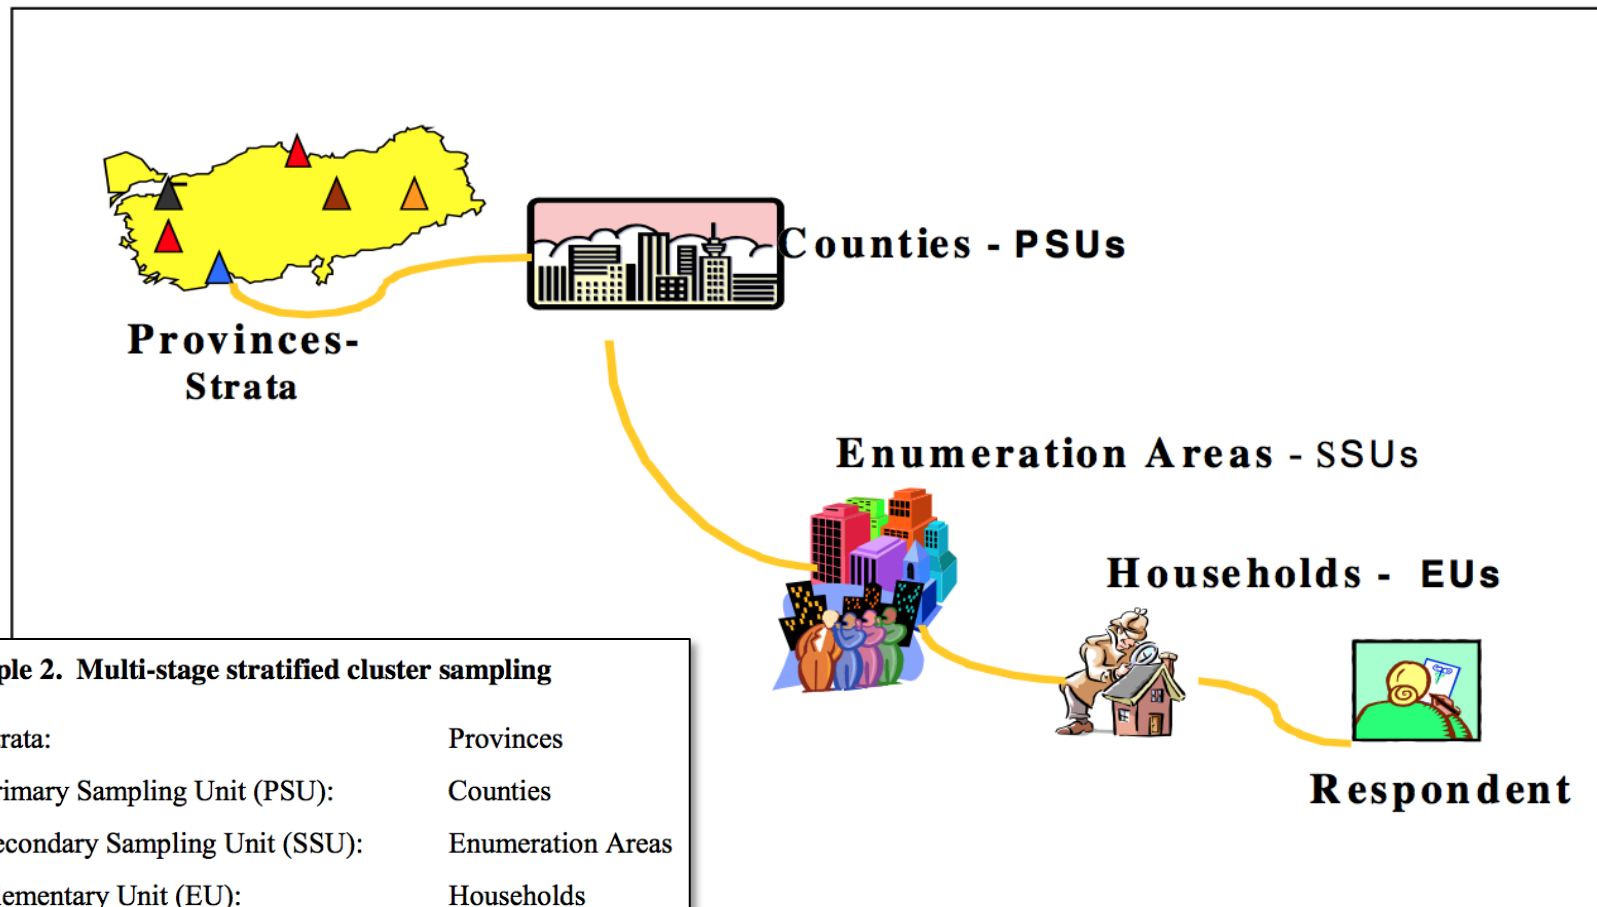 Counties - PSUs
Provinces-
Strata
Enumeration Areas - SSUs
Households - EUs
Respondent
ple 2. Multi-stage stratified cluster sampling
rata: Provinces
rimary Sampling Unit (PSU): Counties
econdary Sampling Unit (SSU): Enumeration Areas
lementary Unit (EU): Households